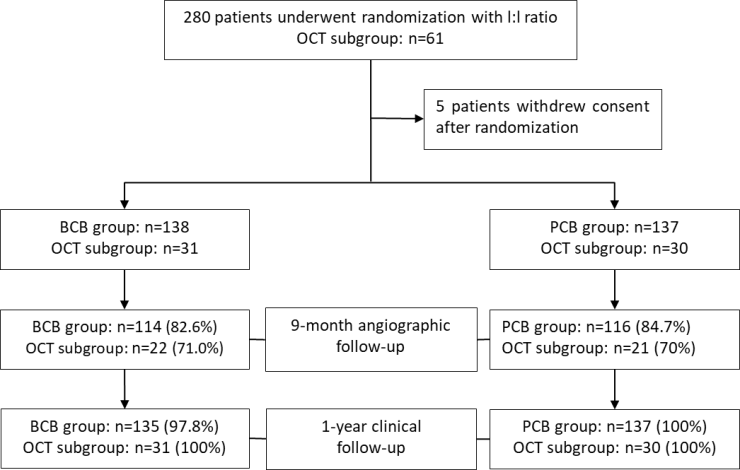 280 patients underwent randomization with l:l ratio
OCT subgroup: n=61
5 patients withdrew consent
after randomization
BCB group: n=138
OCT subgroup: n=31
PCB group: n=137
OCT subgroup: n=30
BCB group: n=114 (82.6%)
OCT subgroup: n=22 (71.0%)
9-month angiographic
follow-up
PCB group: n=116 (84.7%)
OCT subgroup: n=21 (70%)
BCB group: n=135 (97.8%)
OCT subgroup: n=31 (100%)
1-year clinical
follow-up
PCB group: n=137 (100%)
OCT subgroup: n=30 (100%)